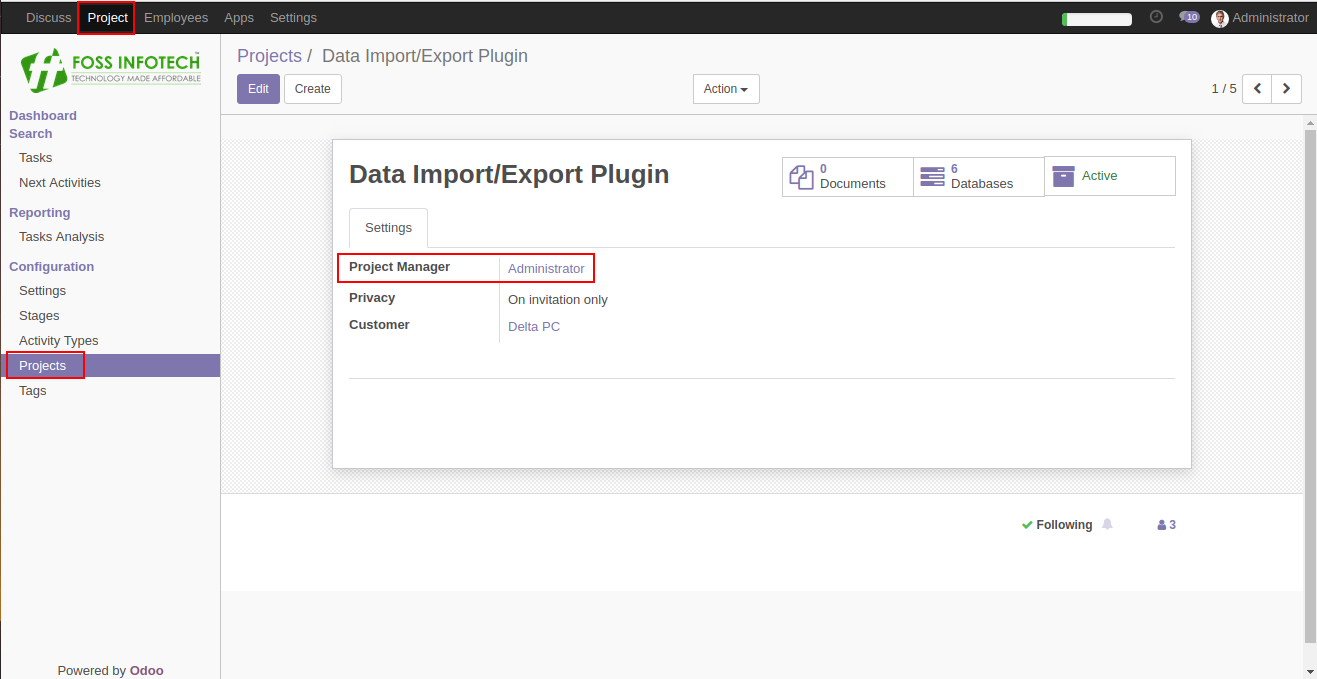 Discuss Project Employees Apps Settings 10 Administrator
FOSS INFOTECH™
TECHNOLOGY MADE AFFORDABLE
Dashboard
Search
Tasks
Next Activities
Reporting
Tasks Analysis
Configuration
Settings
Stages
Activity Types
Projects
Tags
Powered by Odoo
Projects / Data Import/Export Plugin
Edit Create Action 1 / 5
Data Import/Export Plugin
0
Documents
6
Databases
Active
Settings
Project Manager Administrator
Privacy On invitation only
Customer Delta PC
Following 3